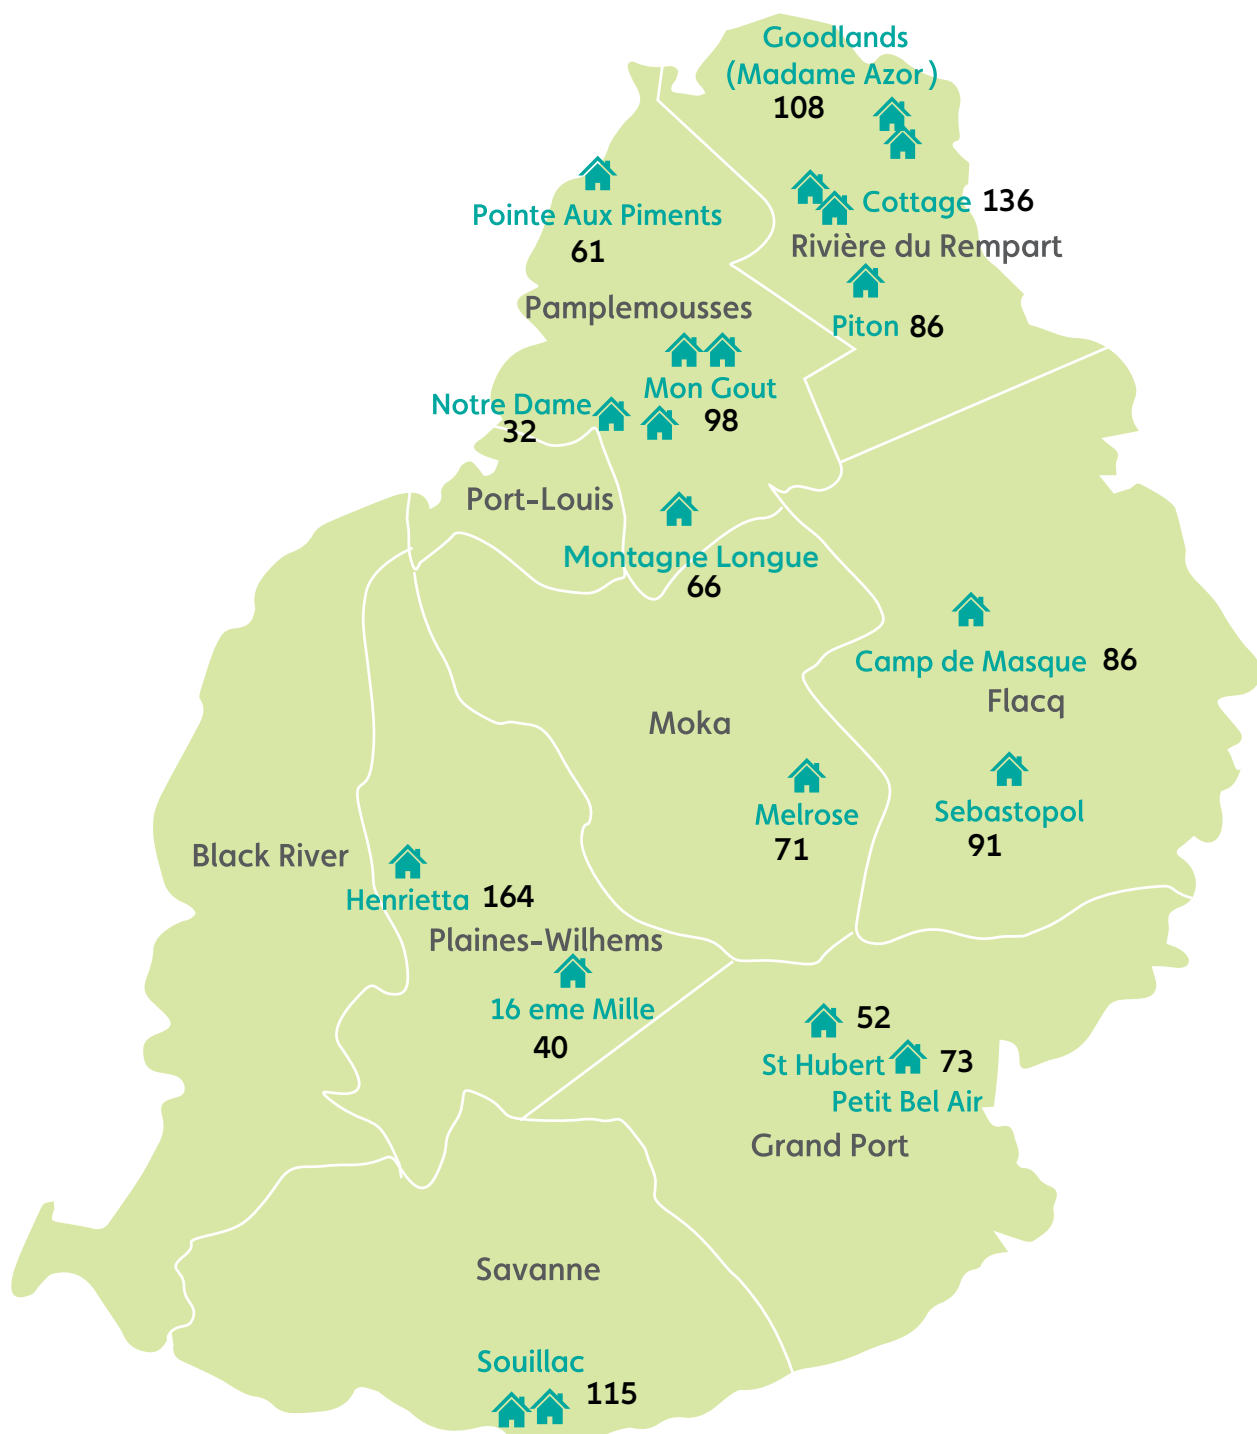 Goodlands
(Madame Azor )
108
Cottage 136
Pointe Aux Piments
61
Rivière du Rempart
Pamplemousses
Piton 86
Mon Gout
98
Notre Dame
32
Port-Louis
Montagne Longue
66
Camp de Masque 86
Flacq
Moka
Melrose
71
Sebastopol
91
Black River
Henrietta 164
Plaines-Wilhems
16 eme Mille
40
52
St Hubert
73
Petit Bel Air
Grand Port
Savanne
Souillac
115